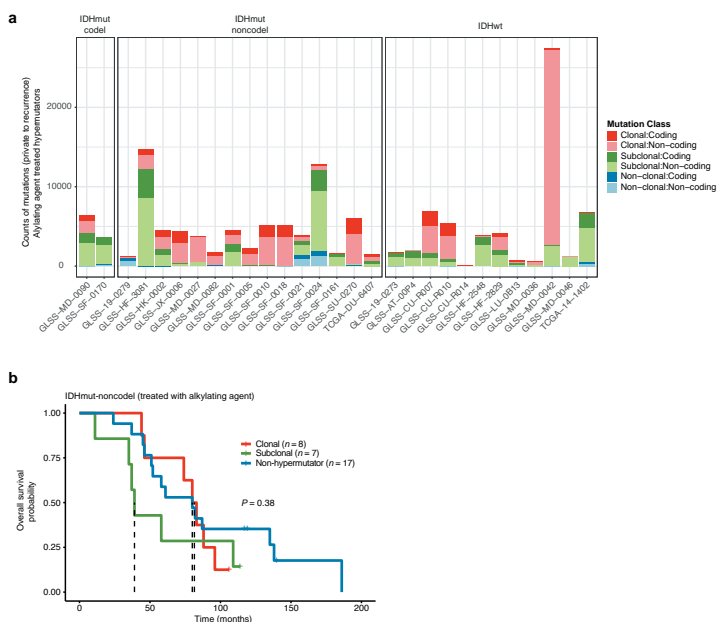 a
IDHmut
codel
IDHmut
noncodel
IDHwt
Counts of mutations (private to recurrence)
Alylating agent treated hypermutators
20000
10000
0
Mutation Class
Clonal:Coding
Clonal:Non−coding
Subclonal:Coding
Subclonal:Non−coding
Non−clonal:Coding
Non−clonal:Non−coding
GLSS−MD−0090
GLSS−SF−0170
GLSS−19−0279
GLSS−HF−3081
GLSS−HK−0002
GLSS−JX−0006
GLSS−MD−0027
GLSS−MD−0082
GLSS−SF−0001
GLSS−SF−0005
GLSS−SF−0010
GLSS−SF−0018
GLSS−SF−0021
GLSS−SF−0024
GLSS−SF−0161
GLSS−SU−0270
TCGA−DU−6407
GLSS−19−0273
GLSS−AT−00P4
GLSS−CU−R007
GLSS−CU−R010
GLSS−CU−R014
GLSS−HF−2548
GLSS−HF−2829
GLSS−LU−0B13
GLSS−MD−0036
GLSS−MD−0042
GLSS−MD−0046
TCGA−14−1402
b
IDHmut-noncodel (treated with alkylating agent)
Overall survival
probability
1.00
0.75
0.50
0.25
0.00
Clonal (n = 8)
Subclonal (n = 7)
Non-hypermutator (n = 17)
P = 0.38
0
50
100
150
200
Time (months)